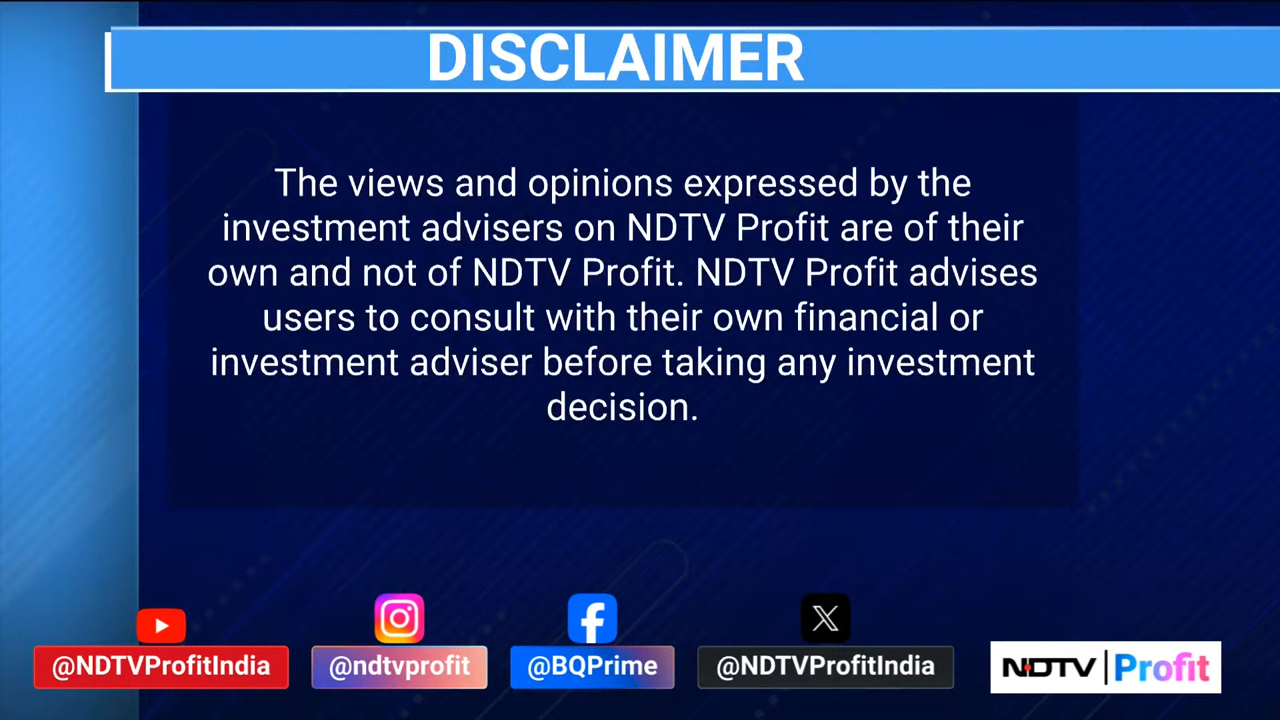 DISCLAIMER
The views and opinions expressed by the
investment advisers on NDTV Profit are of their
own and not of NDTV Profit. NDTV Profit advises
users to consult with their own financial or
investment adviser before taking any investment
decision.
@NDTVProfitIndia
@ndtvprofit
@BQPrime
@NDTVProfitIndia
NDTV Profit